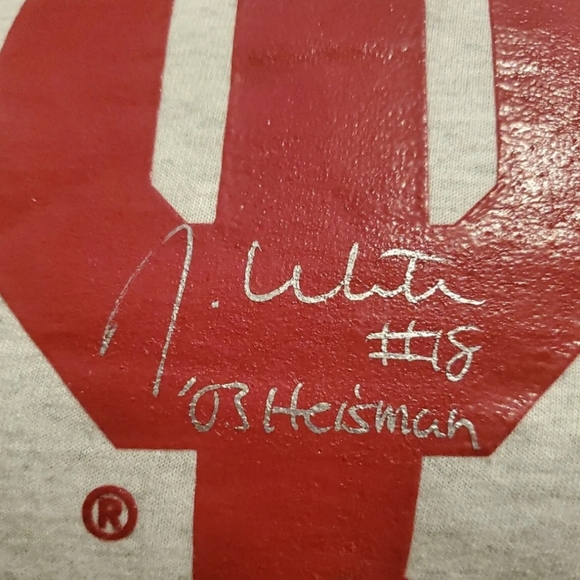 J. White
#18
'03 Heisman
®